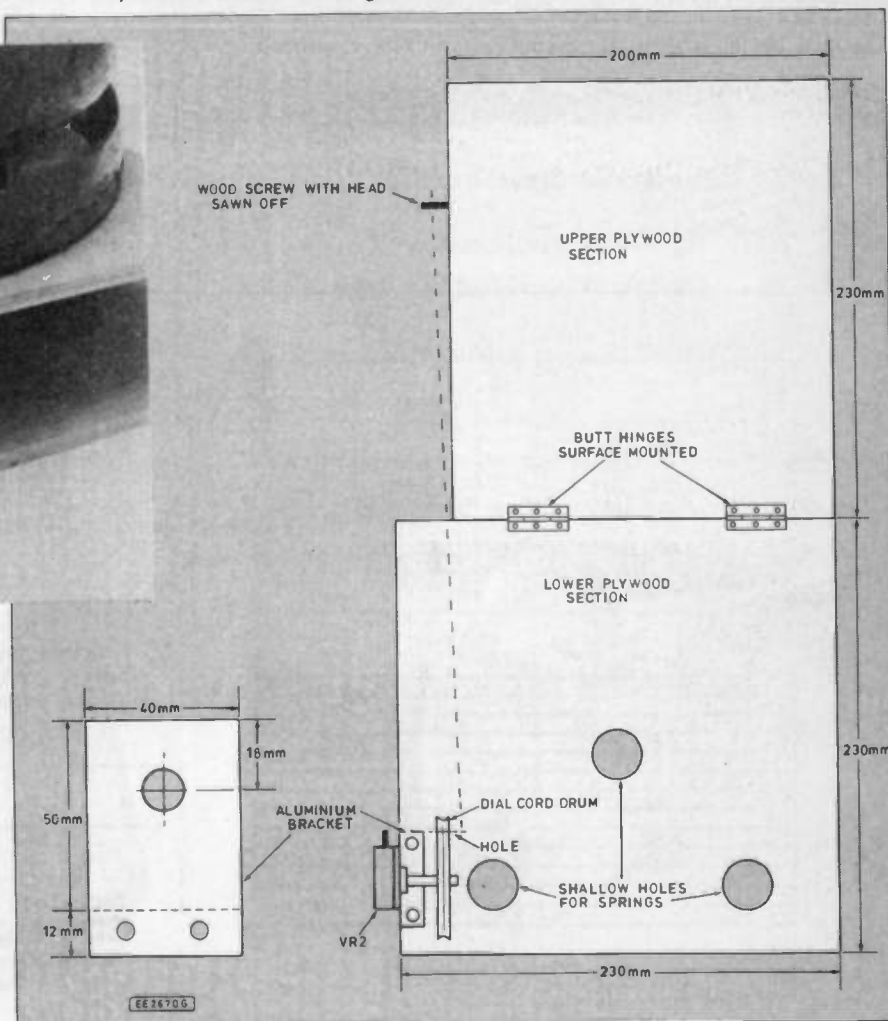 200mm
WOOD SCREW WITH HEAD
SAWN OFF
UPPER PLYWOOD
SECTION
230mm
BUTT HINGES
SURFACE MOUNTED
LOWER PLYWOOD
SECTION
40mm
18mm
50mm
ALUMINIUM
BRACKET
DIAL CORD DRUM
HOLE
230mm
SHALLOW HOLES
FOR SPRINGS
12mm
VR2
230mm
EE2670G